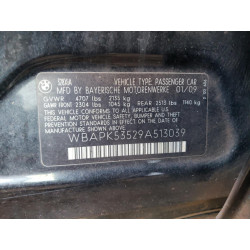 VEHICLE TYPE: PASSENGER CAR
MFD BY BAYERISCHE MOTORENWERKE 01/09
GVWR 4707 lbs 2135 kg
GAWR FRONT 2304 lbs 1045 kg REAR 2513 lbs 1140 kg
THIS VEHICLE CONFORMS TO ALL APPLICABLE
FEDERAL MOTOR VEHICLE SAFETY, BUMPER AND
THEFT PREVENTION STANDARDS IN EFFECT ON THE
DATE OF MANUFACTURE SHOWN ABOVE.
WBAPK53529A513039